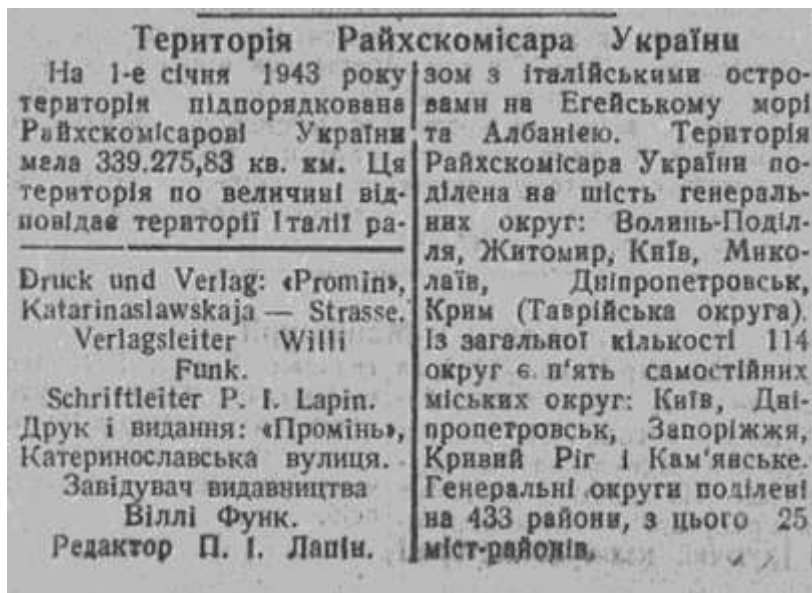 Територія Райхскомісара України
На 1-е січня 1943 року
територія підпорядкована
Райхскомісарові України
мала 339.275,83 кв. км. Ця
територія по величині від-
повідає території Італії ра-
зом з італійськими остро-
вами на Егейському морі
та Албанією. Територія
Райхскомісара України по-
ділена на шість генераль-
них округ: Волинь-Поділ-
ля, Житомир, Київ, Мико-
лаїв, Дніпропетровськ,
Крим (Таврійська округа).
Із загальної кількості 114
округ є п'ять самостійних
міських округ: Київ, Дні-
пропетровськ, Запоріжжя,
Кривий Ріг і Кам'янське.
Генеральні округи поділені
на 433 райони, з цього 25
міст-районів.
Druck und Verlag: «Promin»,
Katarinaslawskaja — Strasse.
Verlagsleiter Willi
Funk.
Schriftleiter P. I. Lapin.
Друк і видання: «Промінь»,
Катеринославська вулиця.
Завідувач видавництва
Віллі Функ.
Редактор П. І. Лапін.